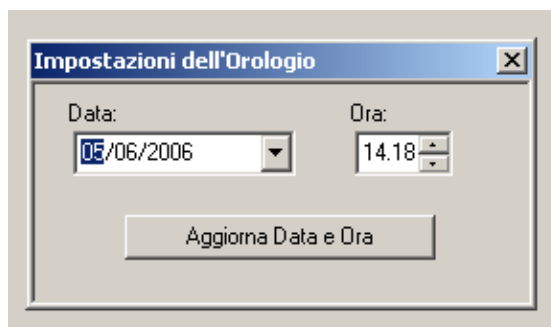 Impostazioni dell'Orologio
Data: Ora:
05/06/2006 14.18
Aggiorna Data e Ora